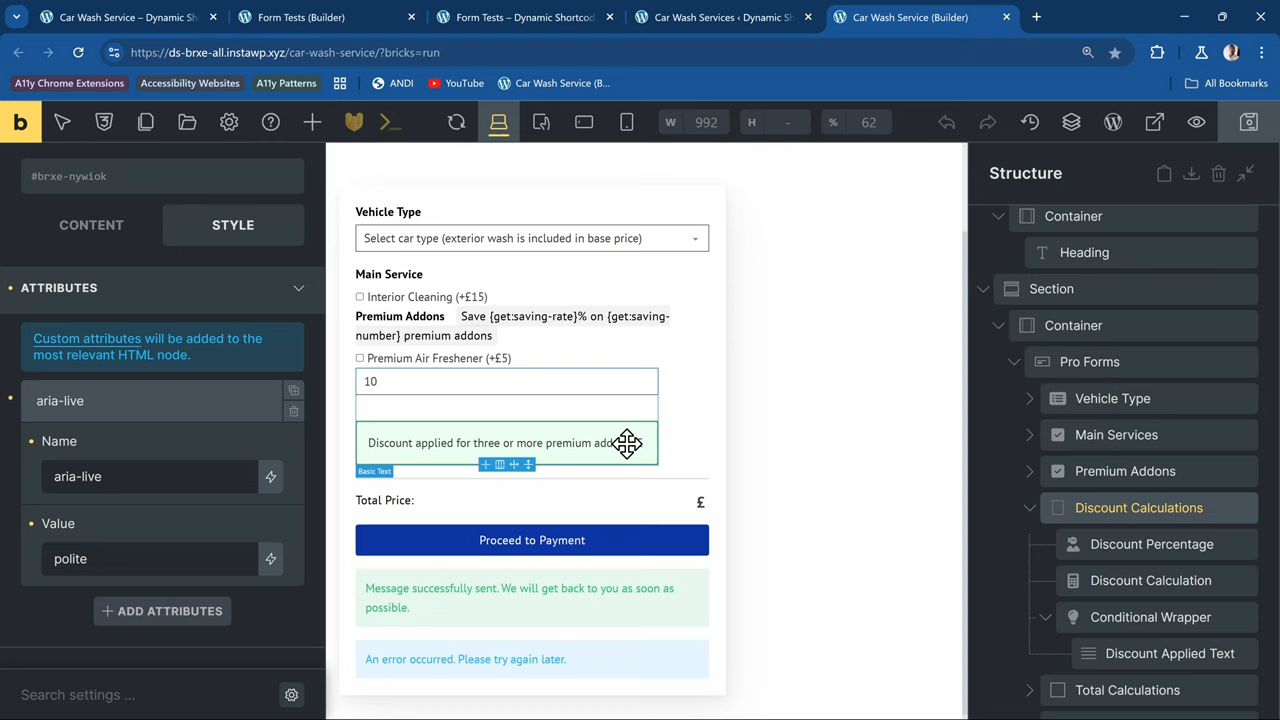 Car Wash Service – Dynamic Sh
Form Tests (Builder)
Form Tests – Dynamic Shortcod
Car Wash Services ‹ Dynamic Sh
Car Wash Service (Builder)
https://ds-brxe-all.instawp.xyz/car-wash-service/?bricks=run
A11y Chrome Extensions
Accessibility Websites
A11y Patterns
ANDI
YouTube
Car Wash Service (B...
All Bookmarks
b
W 992
H -
% 62
#brxe-nywiok
CONTENT
STYLE
ATTRIBUTES
Custom attributes will be added to the
most relevant HTML node.
aria-live
Name
aria-live
Value
polite
ADD ATTRIBUTES
Search settings ...
Vehicle Type
Select car type (exterior wash is included in base price)
Main Service
Interior Cleaning (+£15)
Premium Addons Save {get:saving-rate}% on {get:saving-
number} premium addons
Premium Air Freshener (+£5)
10
Discount applied for three or more premium
Basic Text
Total Price: £
Proceed to Payment
Message successfully sent. We will get back to you as soon as
possible.
An error occurred. Please try again later.
Structure
Container
Heading
Section
Container
Pro Forms
Vehicle Type
Main Services
Premium Addons
Discount Calculations
Discount Percentage
Discount Calculation
Conditional Wrapper
Discount Applied Text
Total Calculations